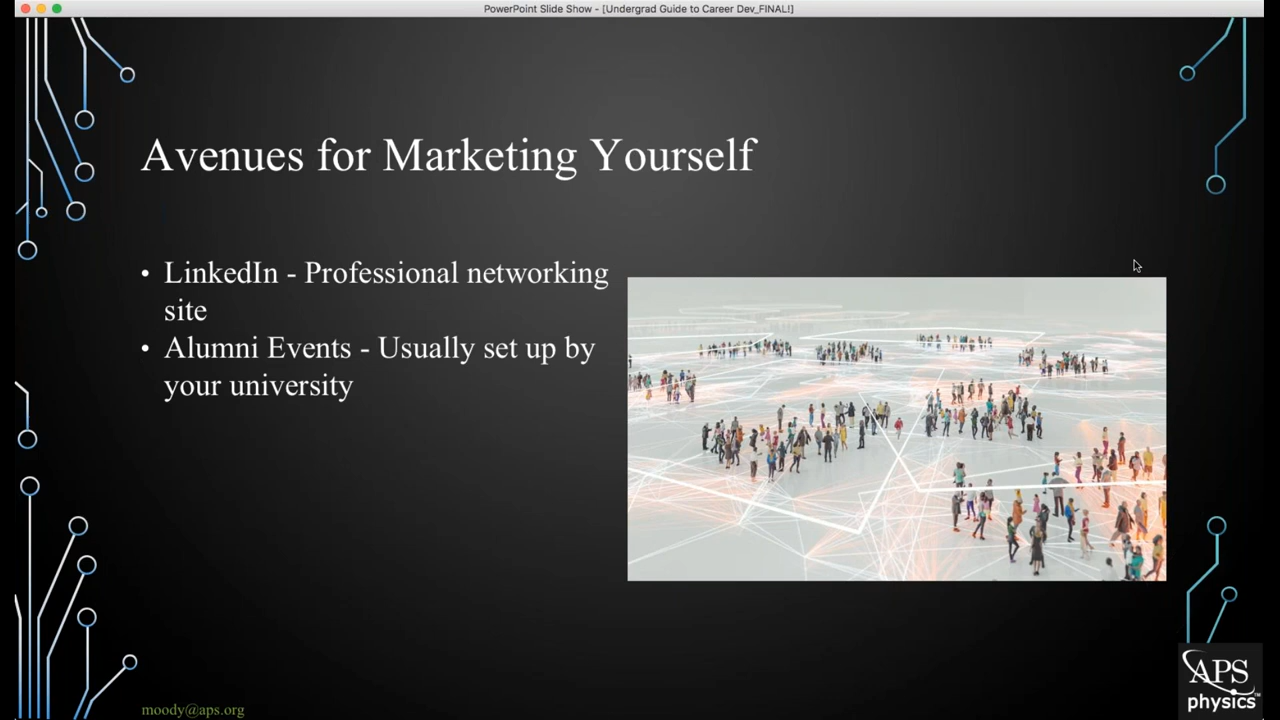 PowerPoint Slide Show - [Undergrad Guide to Career Dev_FINAL!]
Avenues for Marketing Yourself
• LinkedIn - Professional networking
site
• Alumni Events - Usually set up by
your university
moody@aps.org
APS
physics™